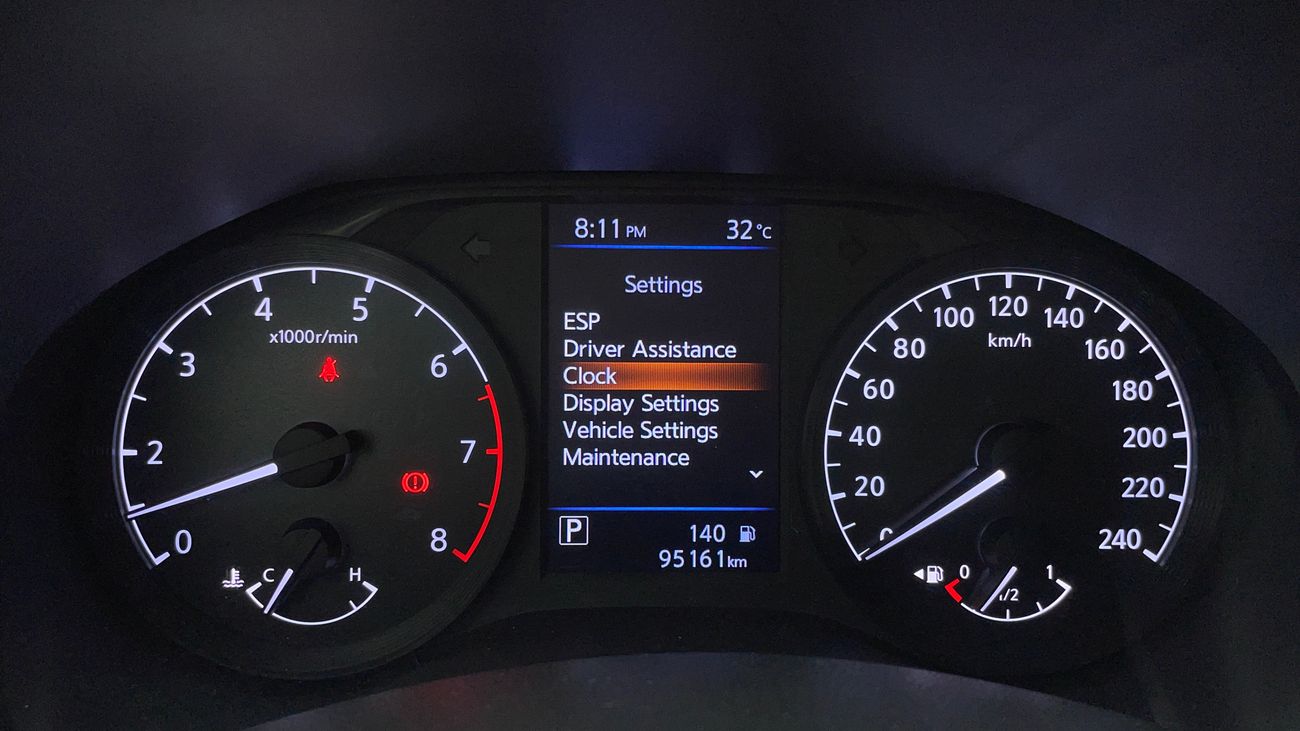 8:11 PM 32°C
Settings
ESP
Driver Assistance
Clock
Display Settings
Vehicle Settings
Maintenance
P 140
95161km
x1000r/min
0
2
3
4
5
6
7
8
C H
km/h
0
20
40
60
80
100
120
140
160
180
200
220
240
0 1/2 1